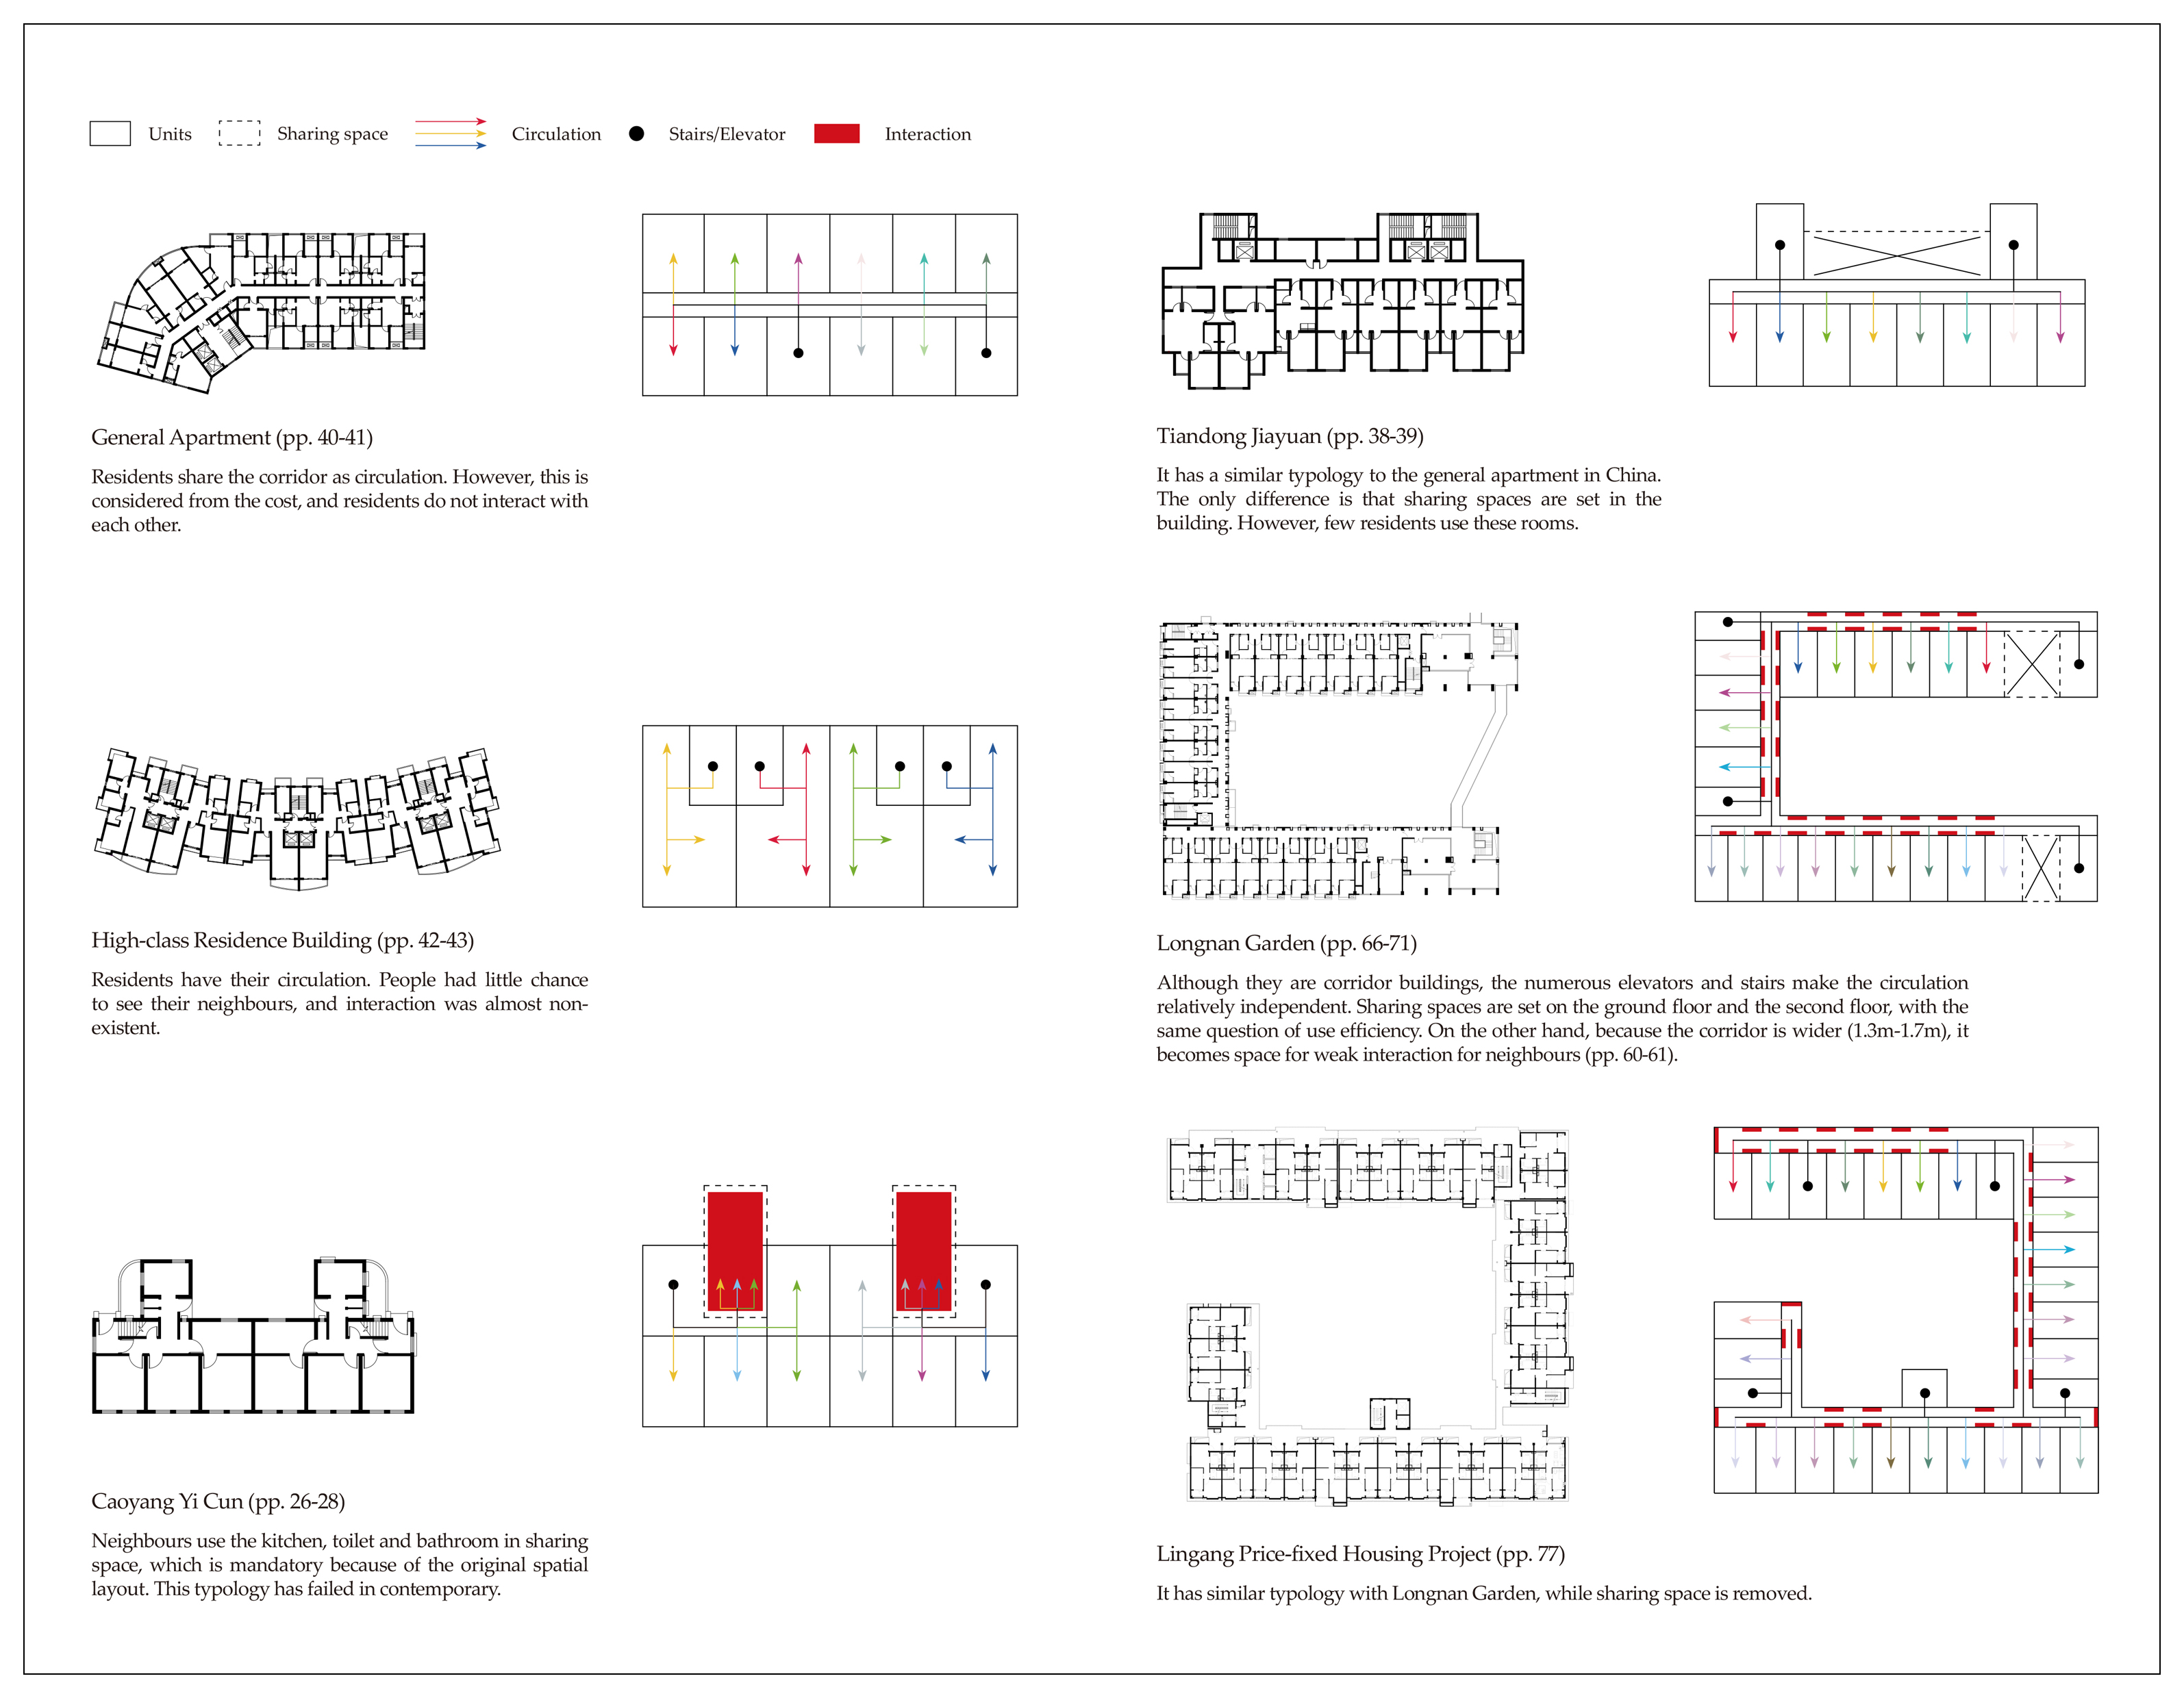 Units
Sharing space
Circulation
Stairs/Elevator
Interaction
General Apartment (pp. 40-41)
Residents share the corridor as circulation. However, this is
considered from the cost, and residents do not interact with
each other.
Tiandong Jiayuan (pp. 38-39)
It has a similar typology to the general apartment in China.
The only difference is that sharing spaces are set in the
building. However, few residents use these rooms.
High-class Residence Building (pp. 42-43)
Residents have their circulation. People had little chance
to see their neighbours, and interaction was almost non-
existent.
Longnan Garden (pp. 66-71)
Although they are corridor buildings, the numerous elevators and stairs make the circulation
relatively independent. Sharing spaces are set on the ground floor and the second floor, with the
same question of use efficiency. On the other hand, because the corridor is wider (1.3m-1.7m), it
becomes space for weak interaction for neighbours (pp. 60-61).
Caoyang Yi Cun (pp. 26-28)
Neighbours use the kitchen, toilet and bathroom in sharing
space, which is mandatory because of the original spatial
layout. This typology has failed in contemporary.
Lingang Price-fixed Housing Project (pp. 77)
It has similar typology with Longnan Garden, while sharing space is removed.